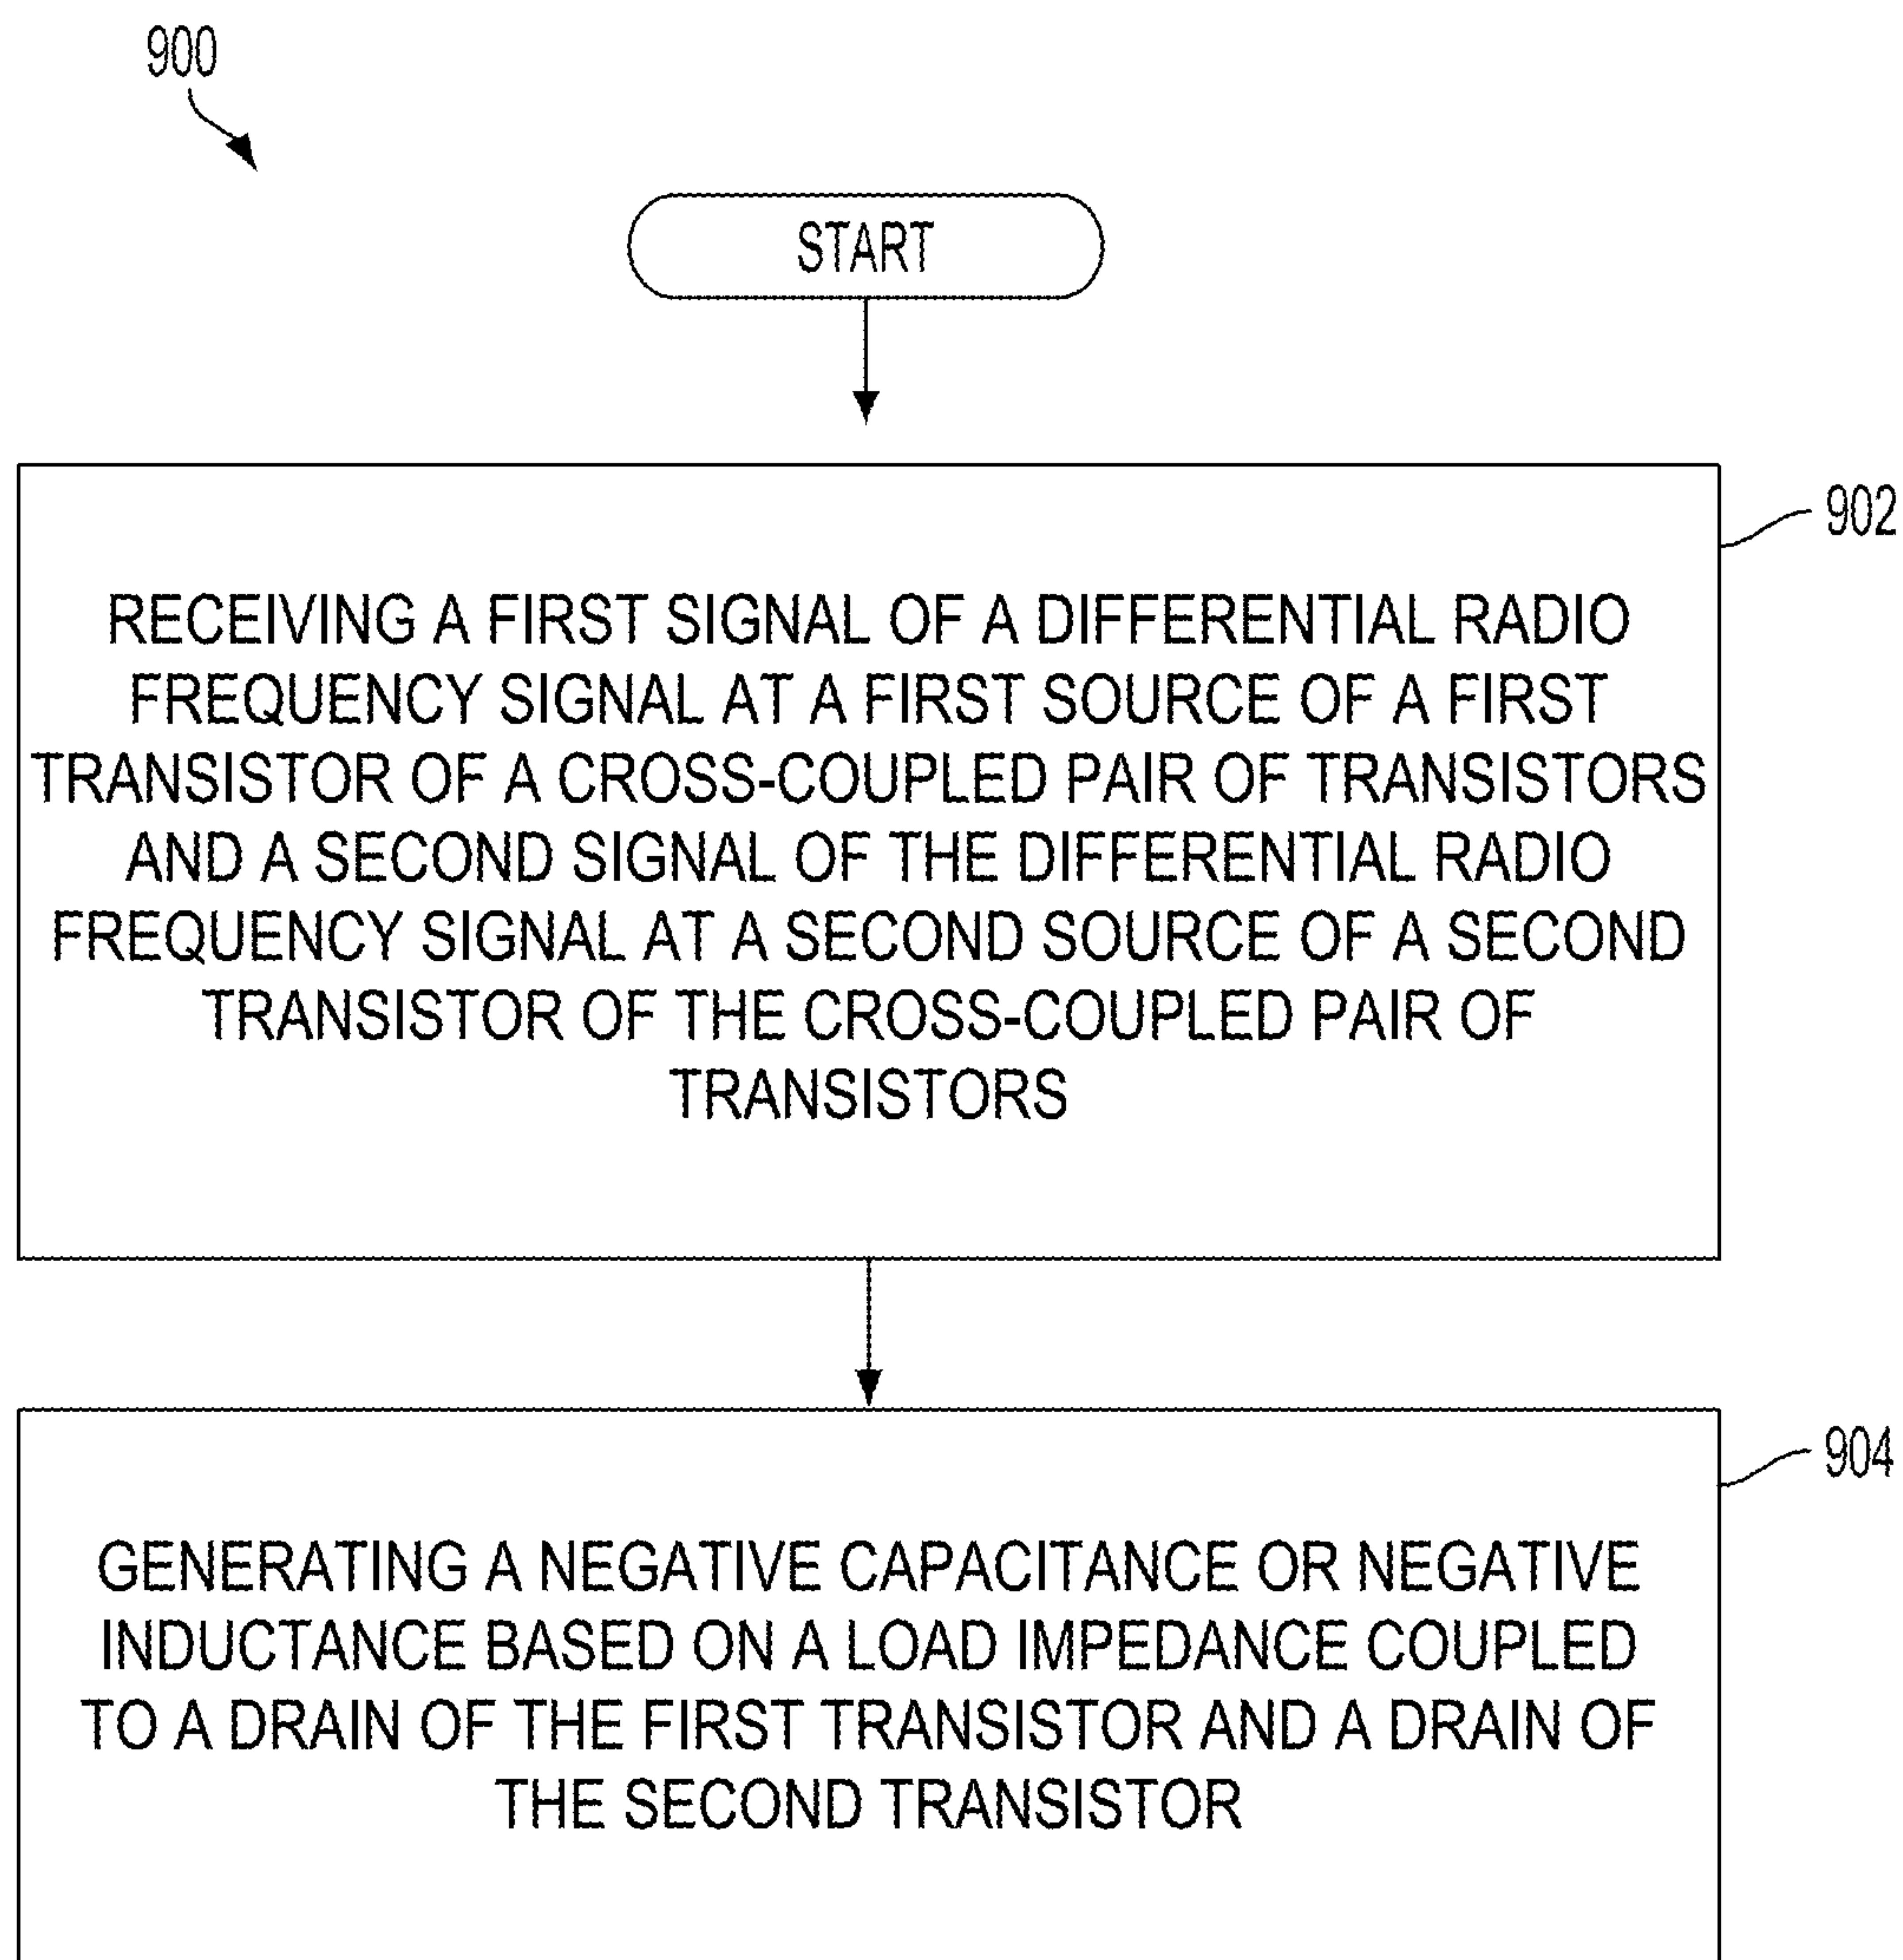 900
START
902
RECEIVING A FIRST SIGNAL OF A DIFFERENTIAL RADIO
FREQUENCY SIGNAL AT A FIRST SOURCE OF A FIRST
TRANSISTOR OF A CROSS-COUPLED PAIR OF TRANSISTORS
AND A SECOND SIGNAL OF THE DIFFERENTIAL RADIO
FREQUENCY SIGNAL AT A SECOND SOURCE OF A SECOND
TRANSISTOR OF THE CROSS-COUPLED PAIR OF
TRANSISTORS
904
GENERATING A NEGATIVE CAPACITANCE OR NEGATIVE
INDUCTANCE BASED ON A LOAD IMPEDANCE COUPLED
TO A DRAIN OF THE FIRST TRANSISTOR AND A DRAIN OF
THE SECOND TRANSISTOR